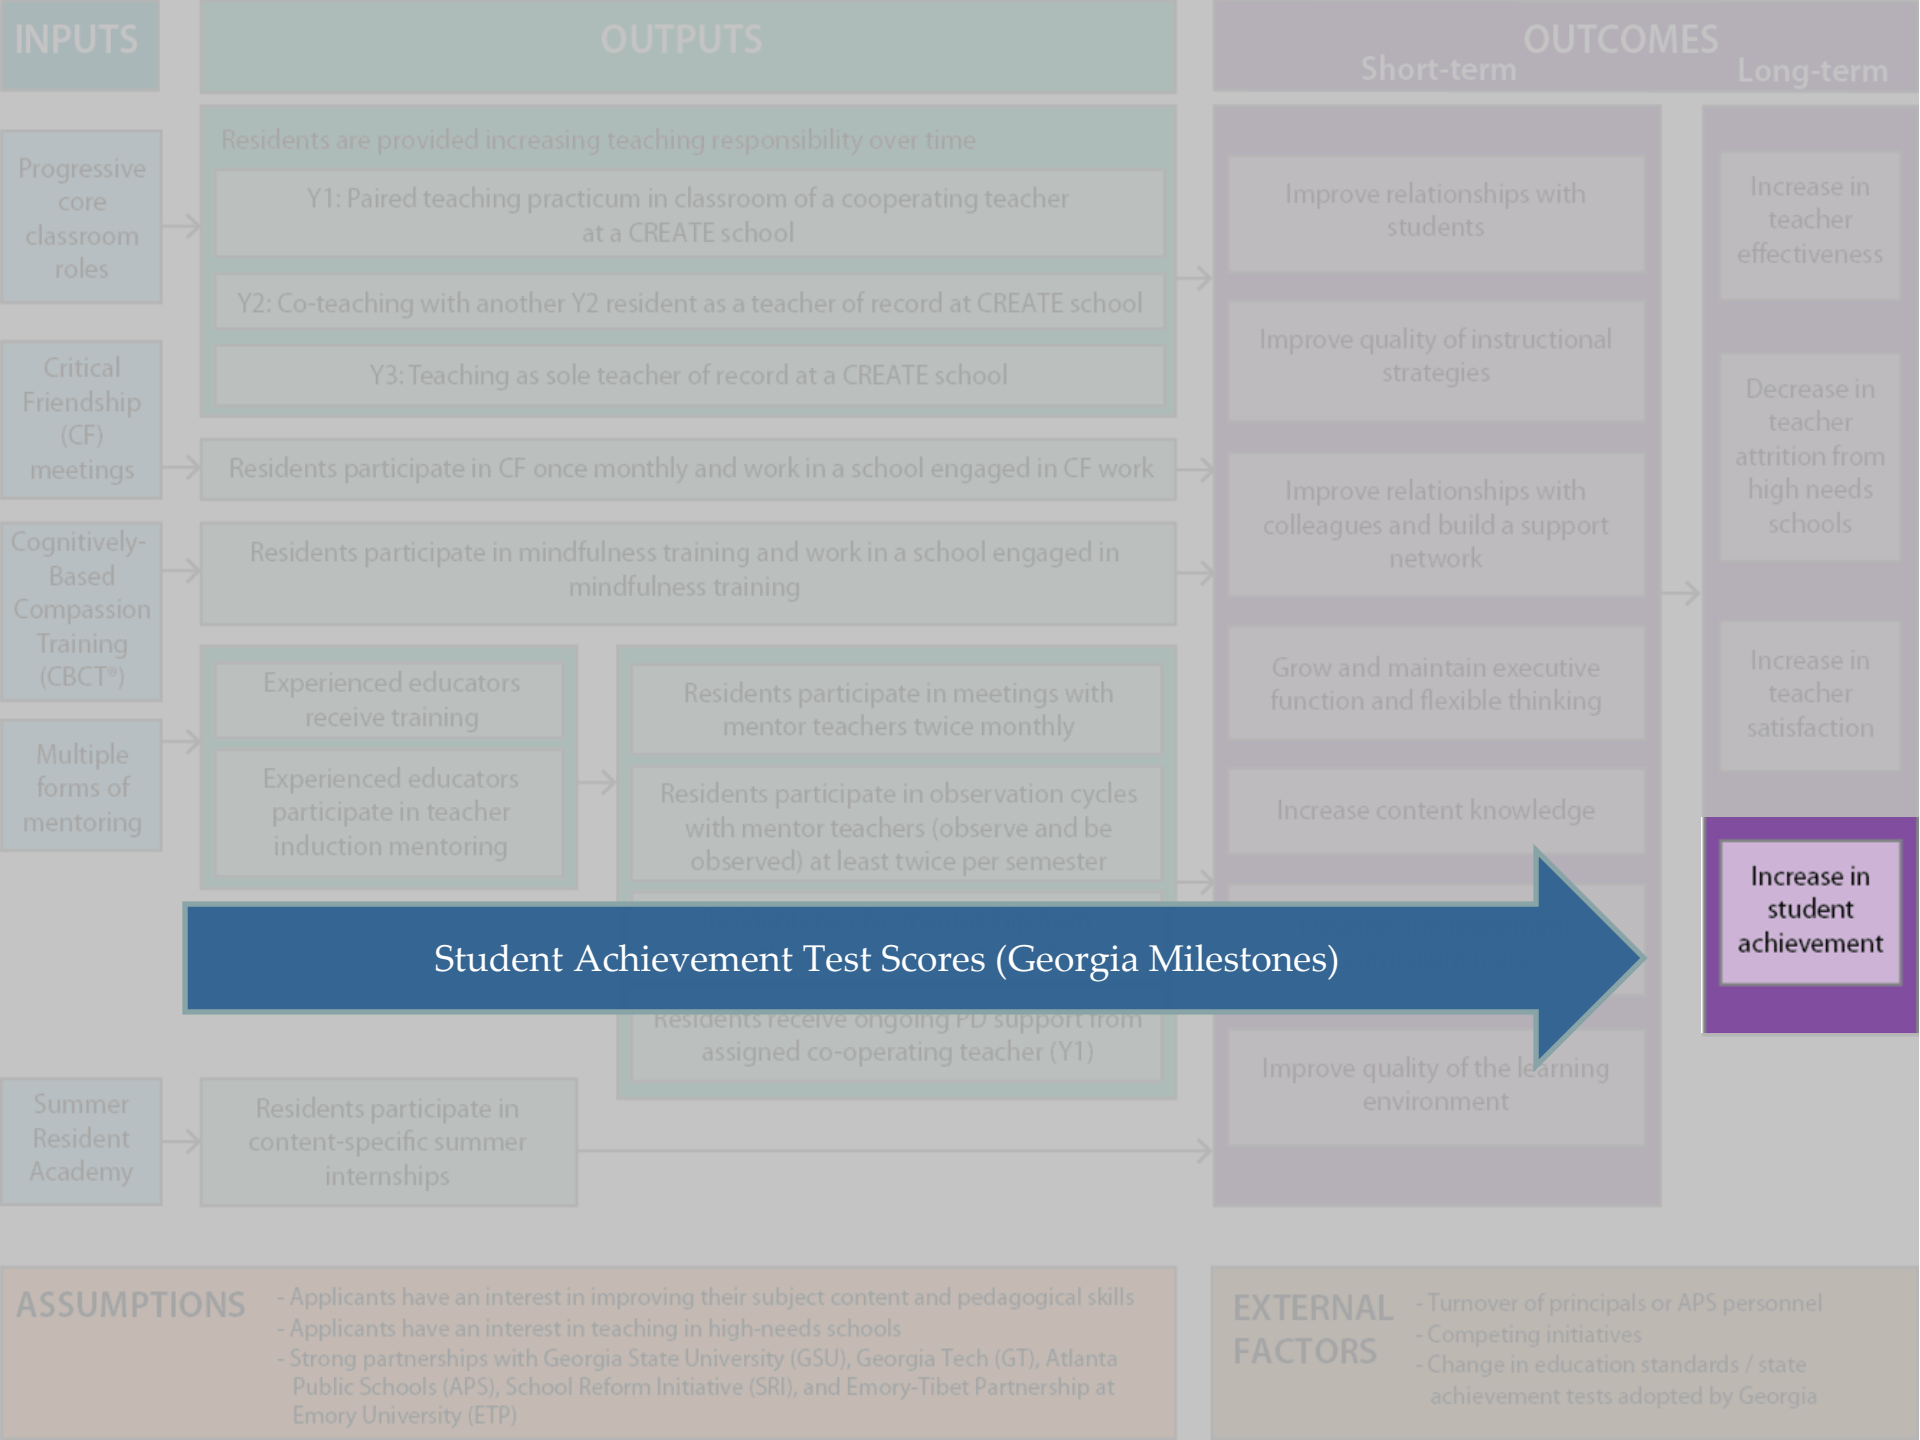 INPUTS
OUTPUTS
OUTCOMES
Short-term
Long-term
Progressive
core
classroom
roles
Critical
Friendship
(CF)
meetings
Cognitively-
Based
Compassion
Training
(CBCT®)
Multiple
forms of
mentoring
Summer
Resident
Academy
Residents are provided increasing teaching responsibility over time
Y1: Paired teaching practicum in classroom of a cooperating teacher
at a CREATE school
Y2: Co-teaching with another Y2 resident as a teacher of record at CREATE school
Y3: Teaching as sole teacher of record at a CREATE school
Residents participate in CF once monthly and work in a school engaged in CF work
Residents participate in mindfulness training and work in a school engaged in
mindfulness training
Experienced educators
receive training
Experienced educators
participate in teacher
induction mentoring
Residents participate in meetings with
mentor teachers twice monthly
Residents participate in observation cycles
with mentor teachers (observe and be
observed) at least twice per semester
Residents receive ongoing PD support from
assigned co-operating teacher (Y1)
Residents participate in
content-specific summer
internships
Improve relationships with
students
Improve quality of instructional
strategies
Improve relationships with
colleagues and build a support
network
Grow and maintain executive
function and flexible thinking
Increase content knowledge
Improve quality of the learning
environment
Increase in
teacher
effectiveness
Decrease in
teacher
attrition from
high needs
schools
Increase in
teacher
satisfaction
Increase in
student
achievement
Student Achievement Test Scores (Georgia Milestones)
ASSUMPTIONS
- Applicants have an interest in improving their subject content and pedagogical skills
- Applicants have an interest in teaching in high-needs schools
- Strong partnerships with Georgia State University (GSU), Georgia Tech (GT), Atlanta
Public Schools (APS), School Reform Initiative (SRI), and Emory-Tibet Partnership at
Emory University (ETP)
EXTERNAL
FACTORS
- Turnover of principals or APS personnel
- Competing initiatives
- Change in education standards / state
achievement tests adopted by Georgia